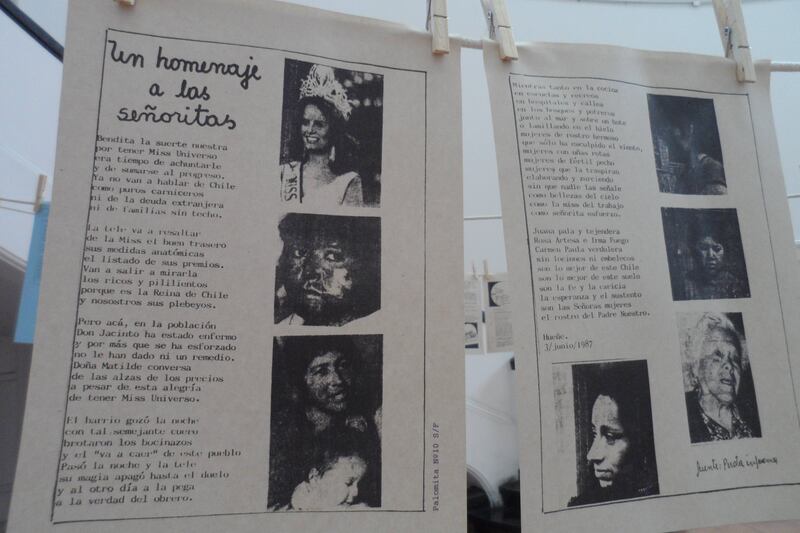 Un homenaje
a las
señoritas
Bendita la suerte nuestra
por tener Miss Universo
era tiempo de achuntarle
y de sumarse al progreso.
Ya no van a hablar de Chile
como puros carniceros
ni de la deuda extranjera
ni de familias sin techo.
La tele va a resaltar
de la Miss el buen trasero
sus medidas anatómicas
el listado de sus premios.
Van a salir a mirarla
los ricos y pililientos
porque es la Reina de Chile
y nosostros sus plebeyos.
Pero acá, en la población
Don Jacinto ha estado enfermo
y por más que se ha esforzado
no le han dado ni un remedio.
Doña Matilde conversa
de las alzas de los precios
a pesar de esta alegría
de tener Miss Universo.
El barrio gozó la noche
con tal semejante cuero
brotaron los bocinazos
y el "va a caer" de este pueblo
Pasó la noche y la tele
su magia apagó hasta el duelo
y al otro día a la pega
a la verdad del obrero.
Palomita Nº10 S/F
Mientras tanto en la cocina
en escuelas y recreos
en hospitales y calles
en los bosques y potreros
junto al mar y sobre un bote
o lamillando en el hielo
mujeres de rostro hermoso
que sólo ha esculpido el viento,
mujeres con uñas rotas
mujeres de fértil pecho
mujeres que la transpiran
elaborando y zurciendo
sin que nadie las señale
como bellezas del cielo
como la miss del trabajo
como señorita esfuerzo.
Juana pala y tejendera
Rosa Artesa e Irma Fuego
Carmen Paula verdulera
sin lociones ni embelecos
son lo mejor de este Chile
son lo mejor de este suelo
son la fe y la caricia
la esperanza y el sustento
son las Señoras mujeres
el rostro del Padre Nuestro.
Hueñe.
3/junio/1987
fuente: